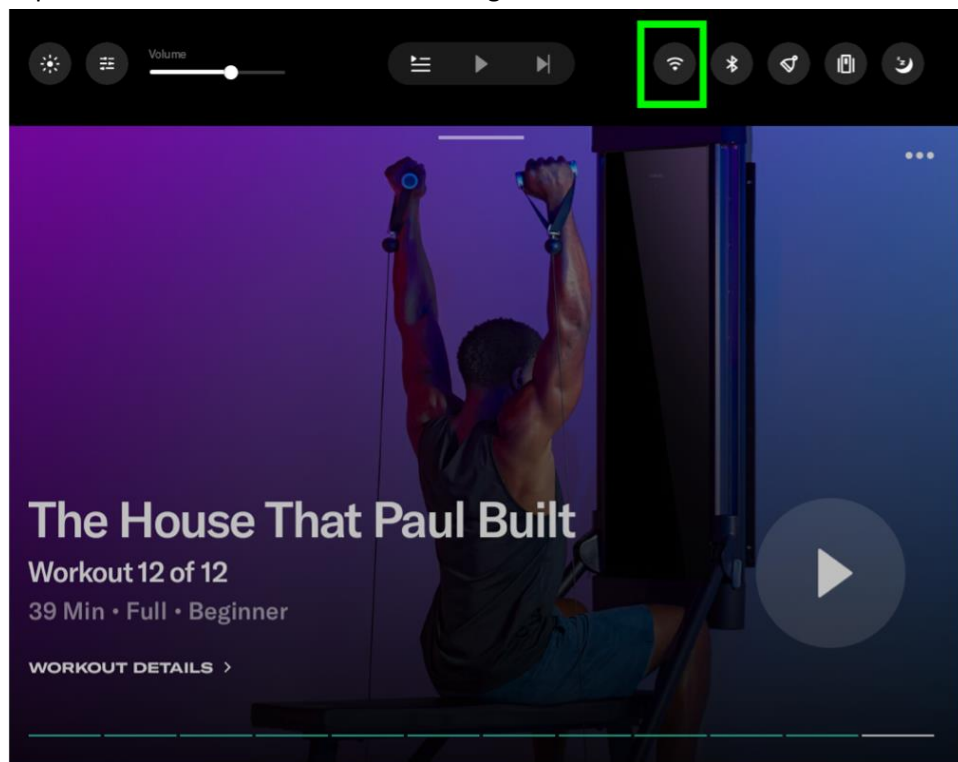 Volume
The House That Paul Built
Workout 12 of 12
39 Min • Full • Beginner
WORKOUT DETAILS >